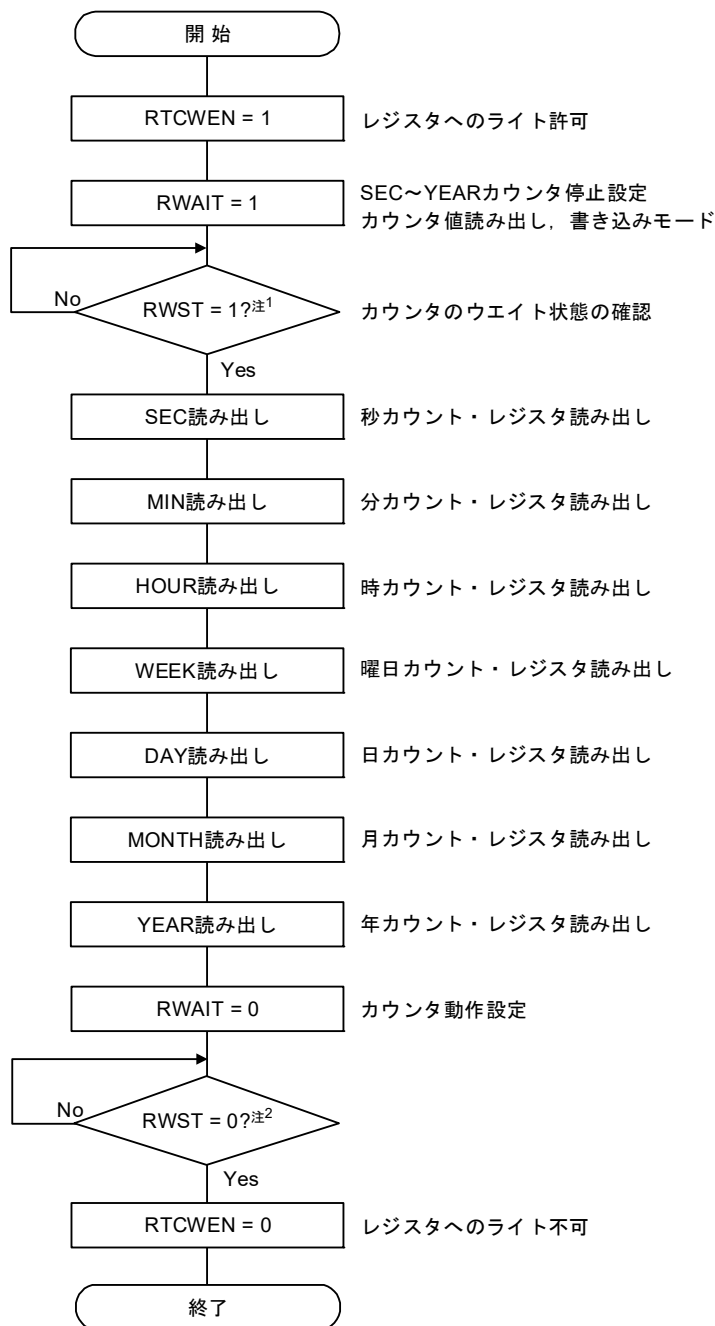 開 始
RTCWEN = 1
レジスタへのライト許可
RWAIT = 1
SEC～YEARカウンタ停止設定
カウンタ値読み出し，書き込みモード
No
RWST = 1?注1
カウンタのウエイト状態の確認
Yes
SEC読み出し
秒カウント・レジスタ読み出し
MIN読み出し
分カウント・レジスタ読み出し
HOUR読み出し
時カウント・レジスタ読み出し
WEEK読み出し
曜日カウント・レジスタ読み出し
DAY読み出し
日カウント・レジスタ読み出し
MONTH読み出し
月カウント・レジスタ読み出し
YEAR読み出し
年カウント・レジスタ読み出し
RWAIT = 0
カウンタ動作設定
No
RWST = 0?注2
Yes
RTCWEN = 0
レジスタへのライト不可
終了